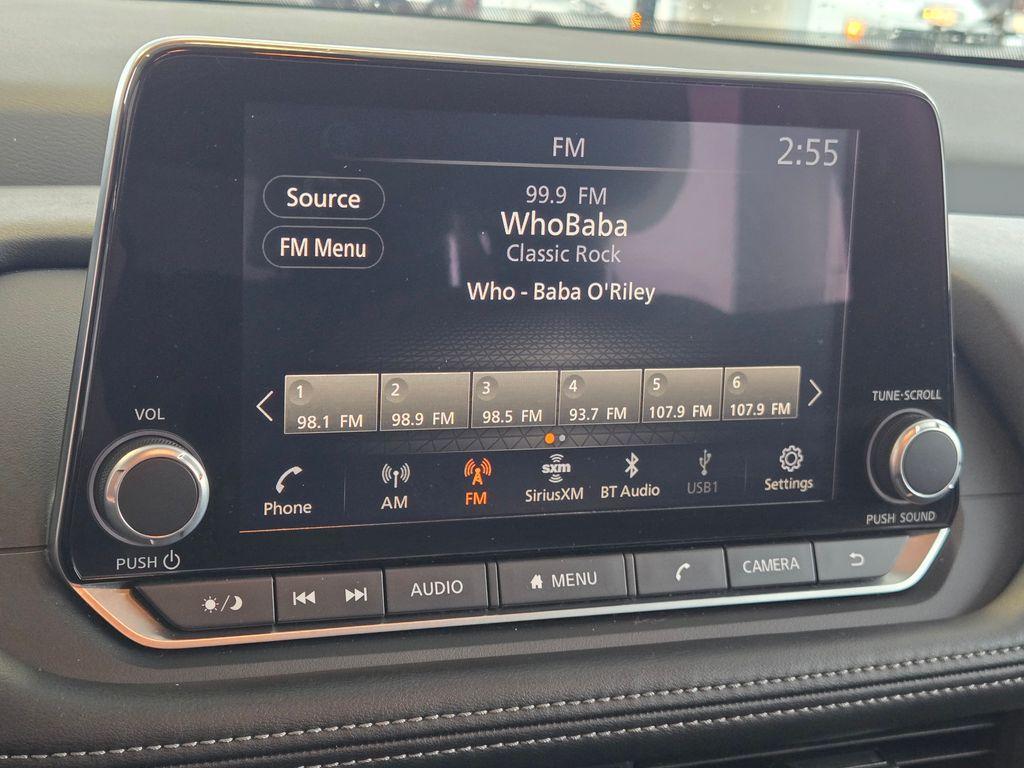 FM
2:55
Source
99.9 FM
WhoBaba
FM Menu
Classic Rock
Who - Baba O'Riley
1 2 3 4 5 6
98.1 FM 98.9 FM 98.5 FM 93.7 FM 107.9 FM 107.9 FM
VOL
TUNE·SCROLL
Phone
AM
FM
sxm
SiriusXM
BT Audio
USB1
Settings
PUSH
PUSH SOUND
AUDIO
MENU
CAMERA